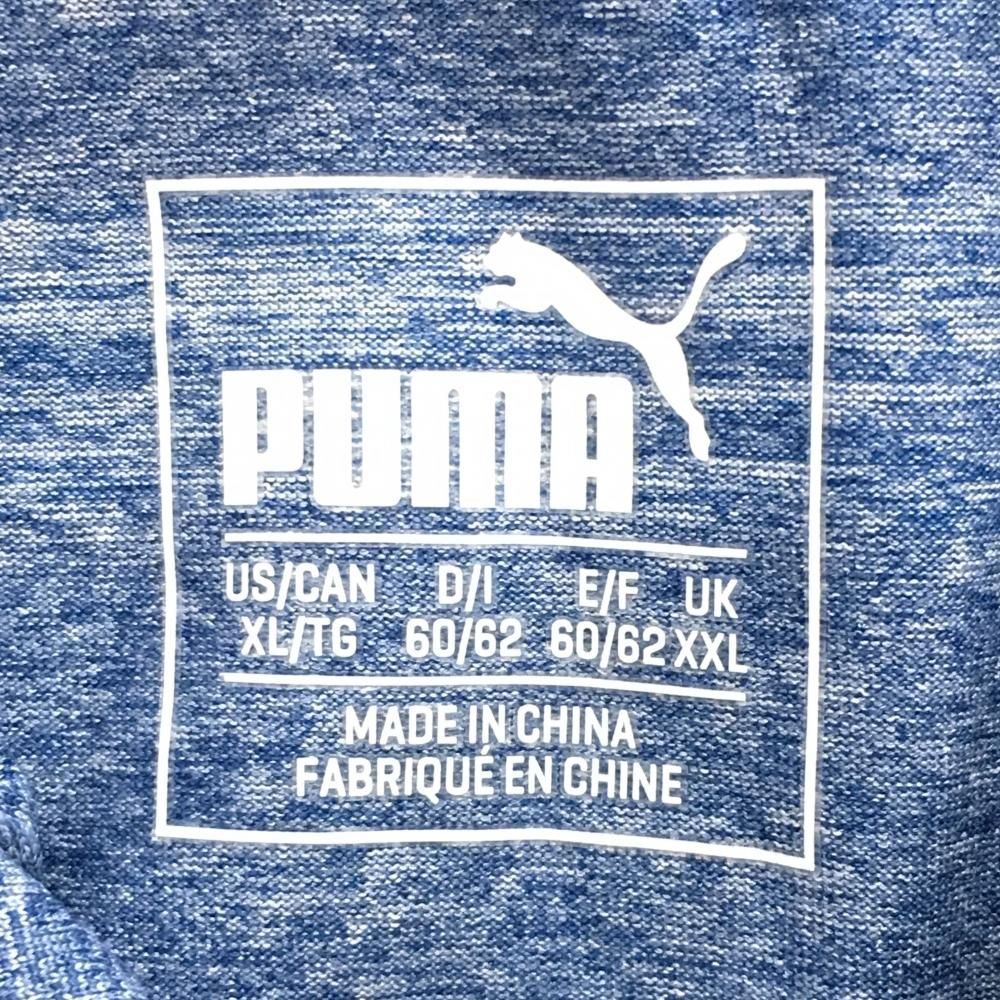 PUMA
US/CAN D/I E/F UK
XL/TG 60/62 60/62 XXL
MADE IN CHINA
FABRIQUÉ EN CHINE